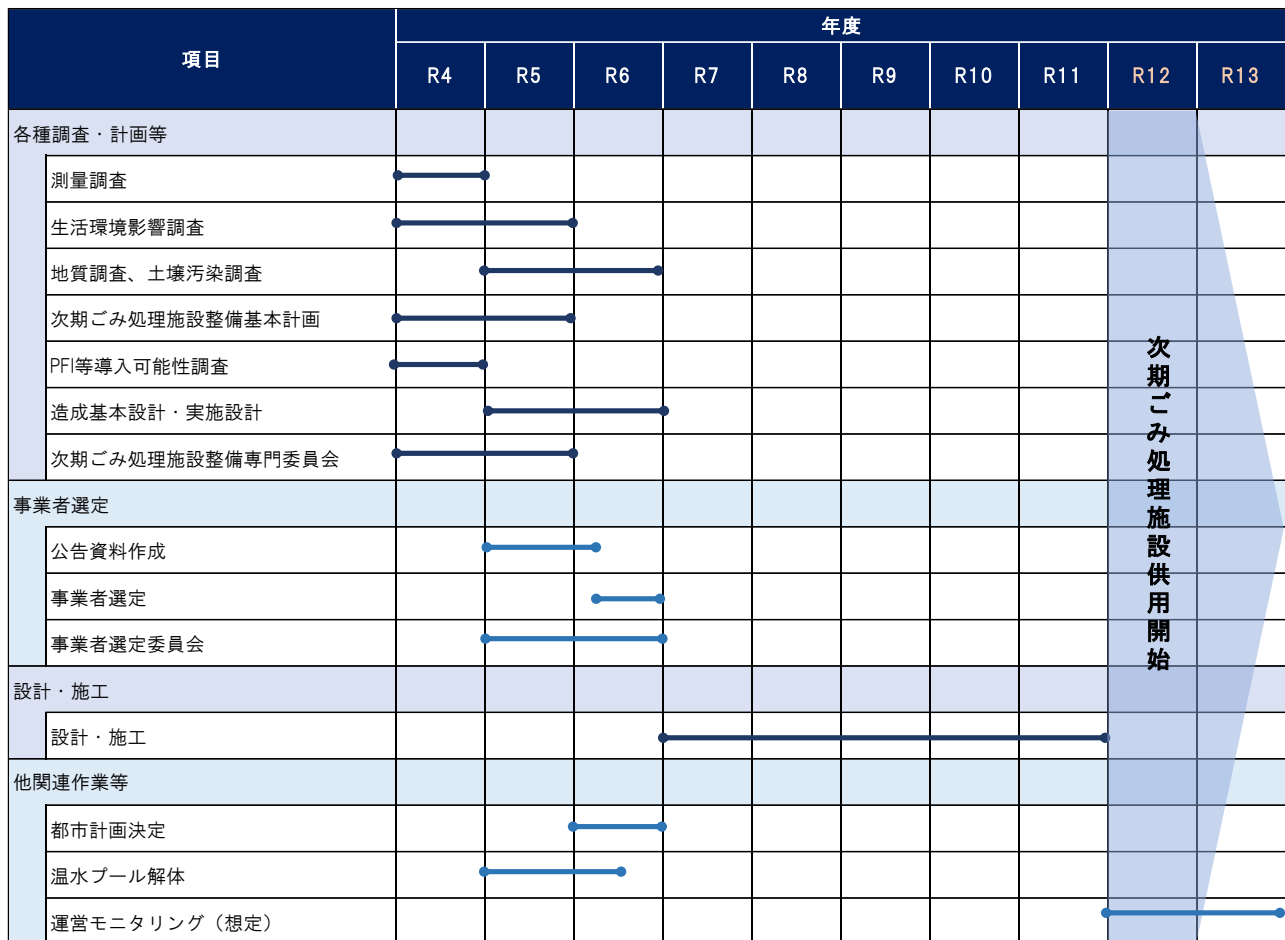 項目
年度
R4 R5 R6 R7 R8 R9 R10 R11 R12 R13
各種調査・計画等
測量調査
生活環境影響調査
地質調査、土壌汚染調査
次期ごみ処理施設整備基本計画
PFI等導入可能性調査
造成基本設計・実施設計
次期ごみ処理施設整備専門委員会
事業者選定
公告資料作成
事業者選定
事業者選定委員会
設計・施工
設計・施工
他関連作業等
都市計画決定
温水プール解体
運営モニタリング（想定）
次期ごみ処理施設供用開始